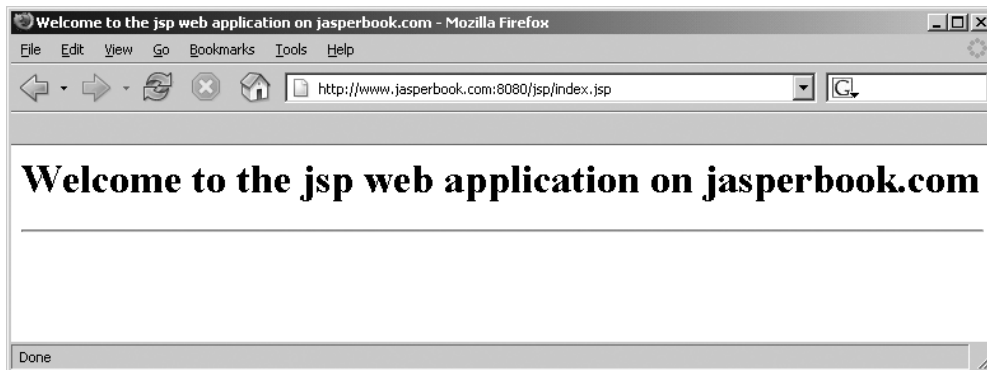 Welcome to the jsp web application on jasperbook.com - Mozilla Firefox
File Edit View Go Bookmarks Tools Help
http://www.jasperbook.com:8080/jsp/index.jsp G
Welcome to the jsp web application on jasperbook.com
Done